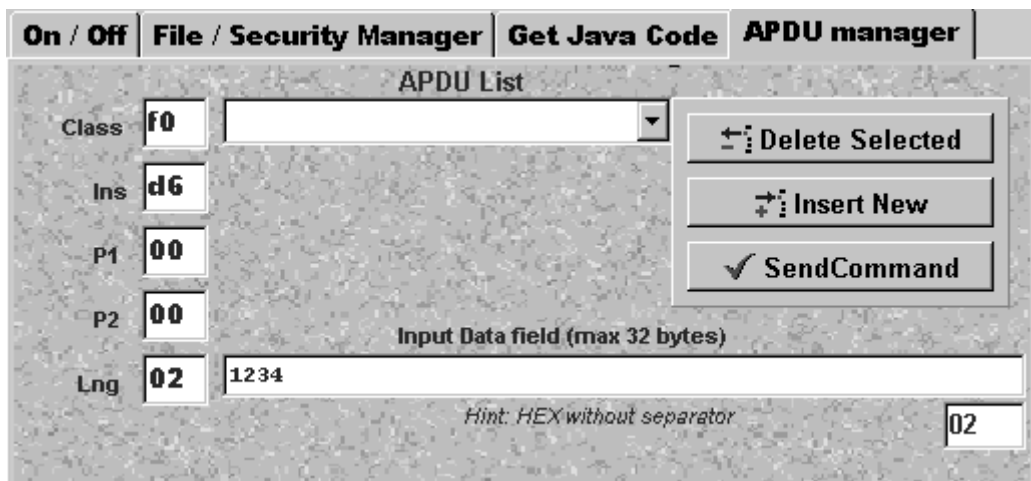 On / Off File / Security Manager Get Java Code APDU manager
APDU List
Class f0
Delete Selected
Ins d6
Insert New
P1 00
SendCommand
P2 00
Input Data field (max 32 bytes)
Lng 02 1234
Hint: HEX without separator
02